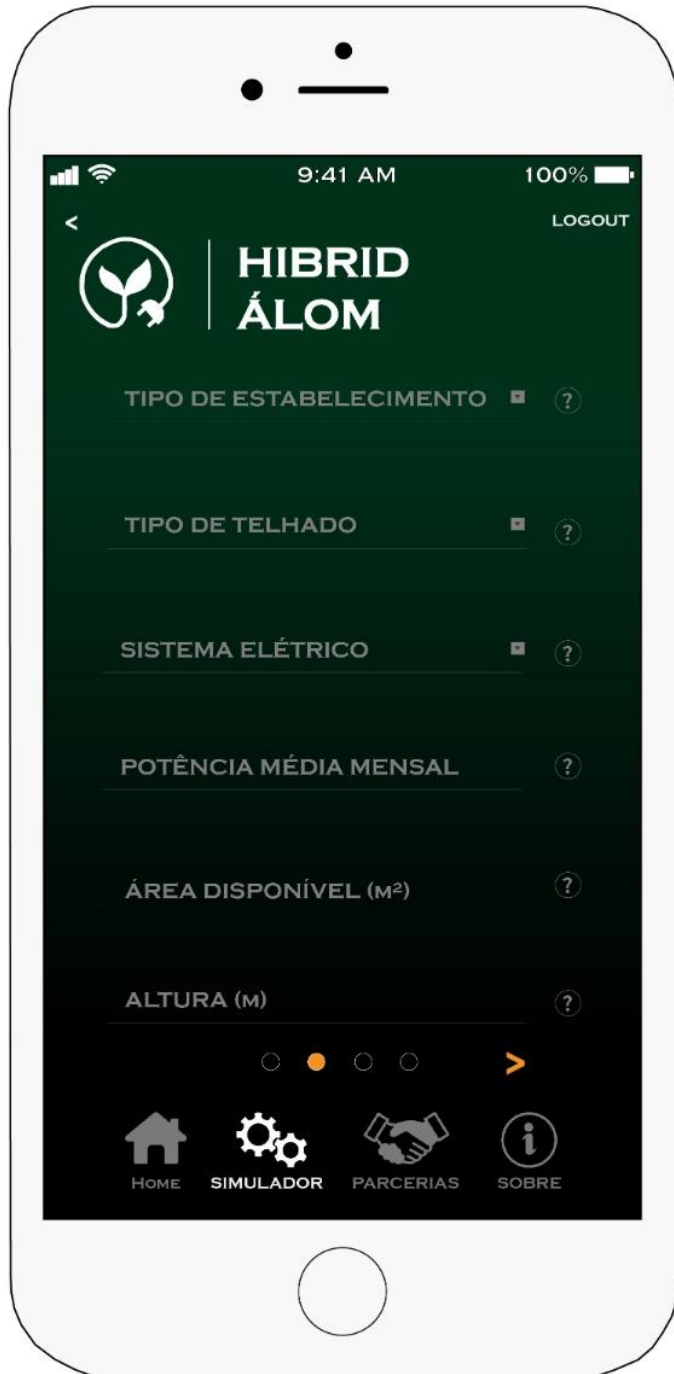 9:41 AM 100%
< LOGOUT
HIBRID
ÁLOM
TIPO DE ESTABELECIMENTO ?
TIPO DE TELHADO ?
SISTEMA ELÉTRICO ?
POTÊNCIA MÉDIA MENSAL ?
ÁREA DISPONÍVEL (M²) ?
ALTURA (M) ?
>
HOME SIMULADOR PARCERIAS SOBRE